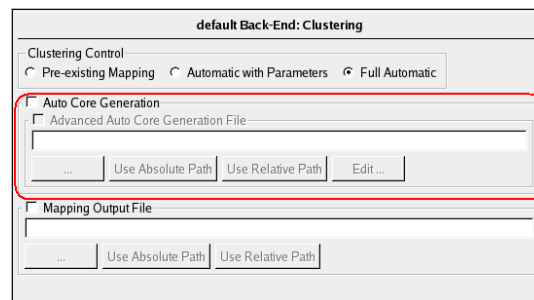 default Back-End: Clustering
Clustering Control
Pre-existing Mapping Automatic with Parameters Full Automatic
Auto Core Generation
Advanced Auto Core Generation File
... Use Absolute Path Use Relative Path Edit ...
Mapping Output File
... Use Absolute Path Use Relative Path